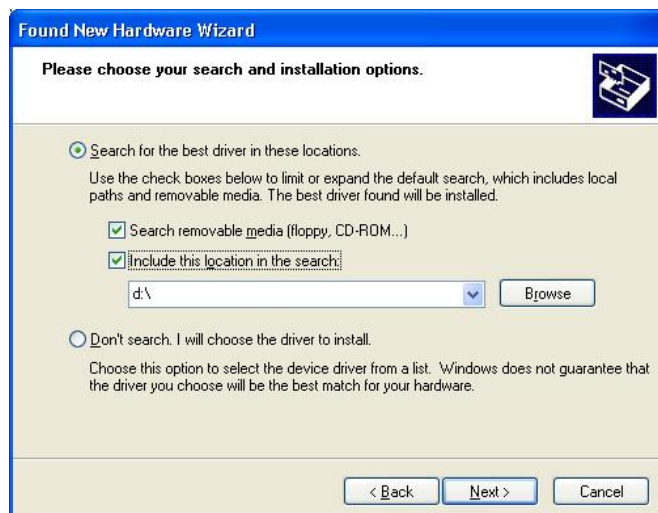 Found New Hardware Wizard
Please choose your search and installation options.
Search for the best driver in these locations.
Use the check boxes below to limit or expand the default search, which includes local
paths and removable media. The best driver found will be installed.
Search removable media (floppy, CD-ROM...)
Include this location in the search:
d:\
Browse
Don't search. I will choose the driver to install.
Choose this option to select the device driver from a list. Windows does not guarantee that
the driver you choose will be the best match for your hardware.
< Back
Next >
Cancel